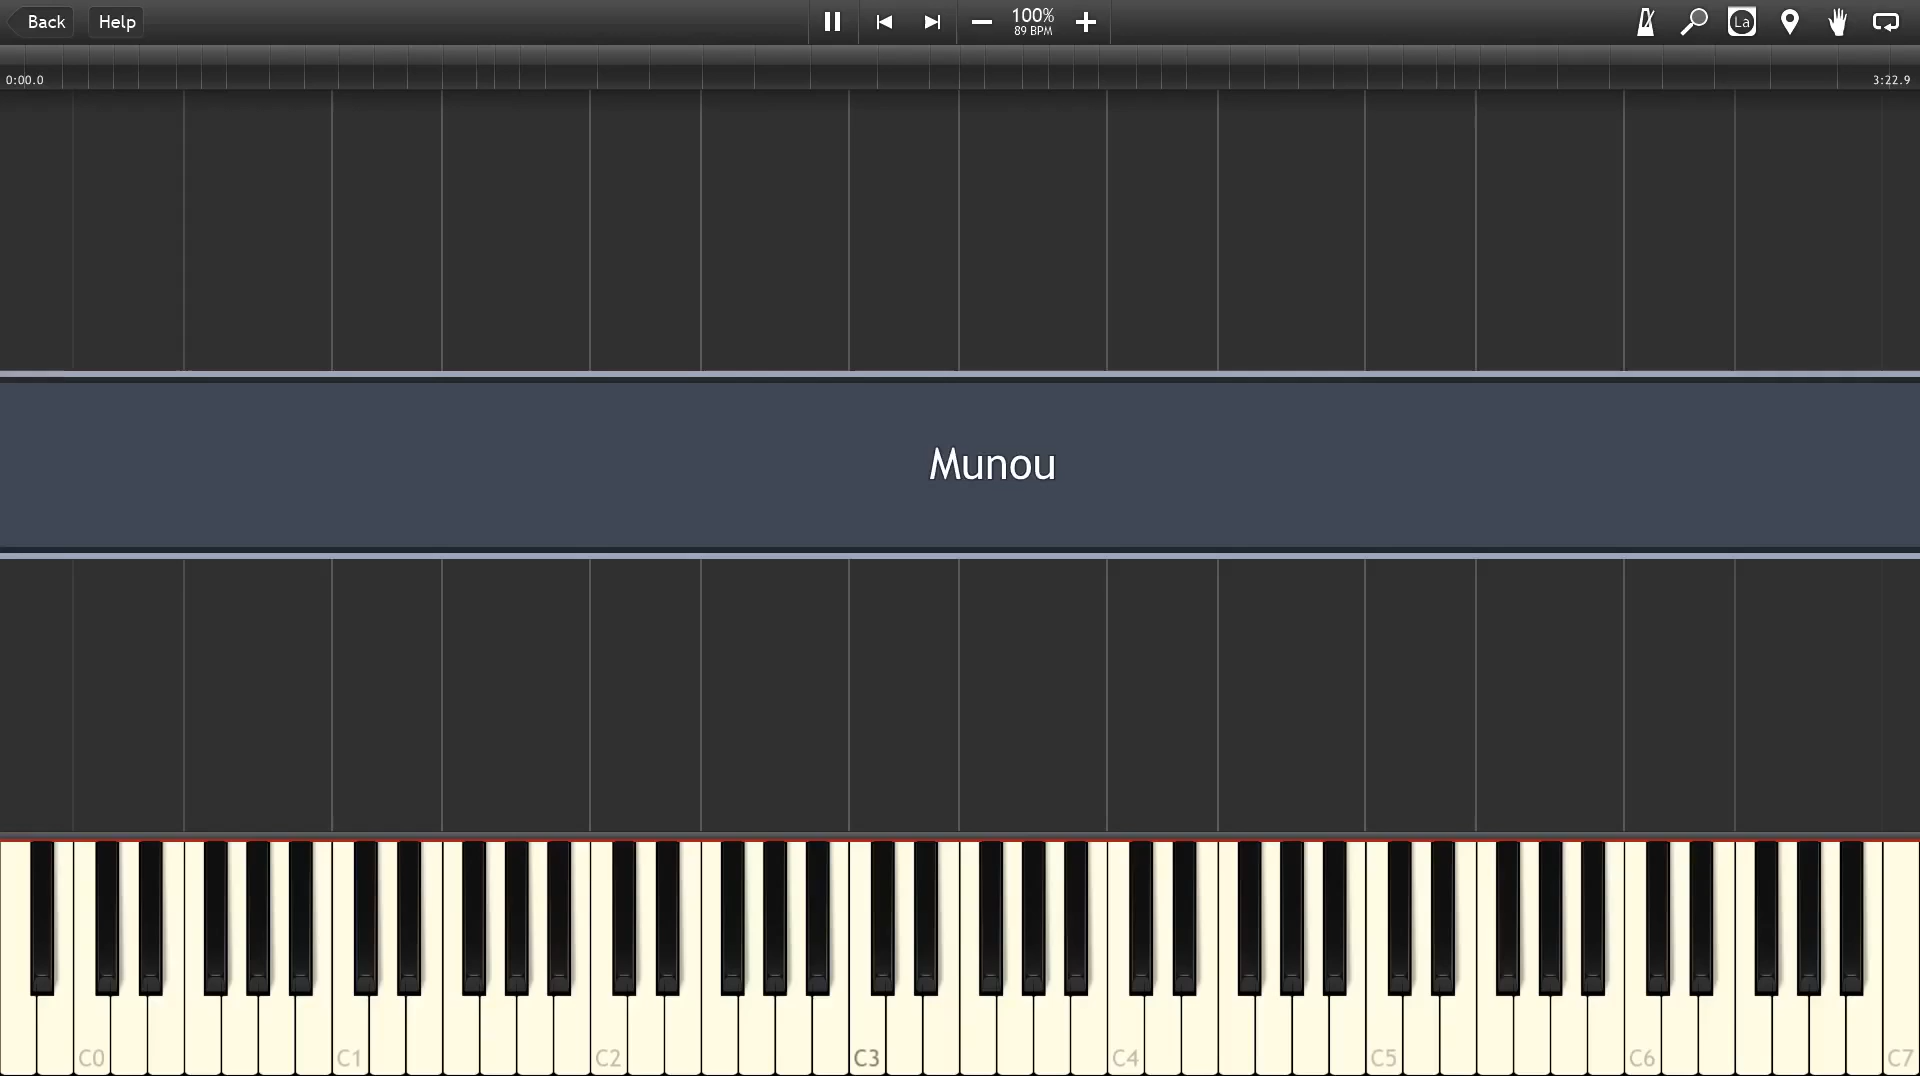 Back
Help
100%
89 BPM
La
0:00.0
3:22.9
Munou
C0
C1
C2
C3
C4
C5
C6
C7